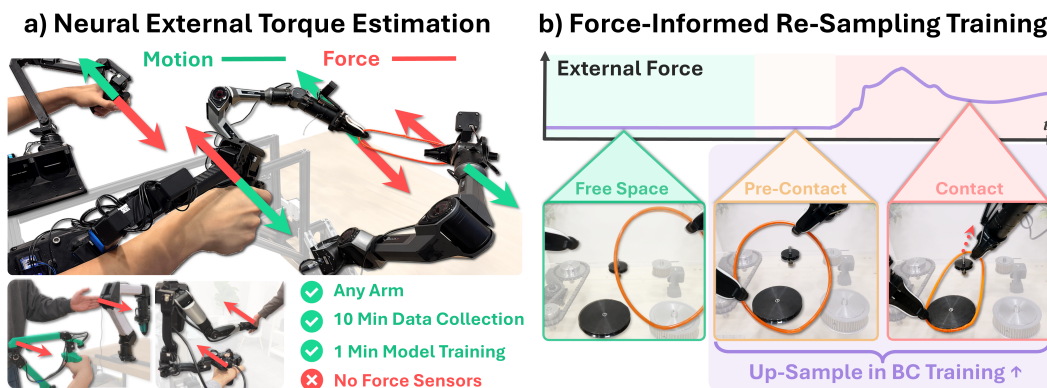 a) Neural External Torque Estimation
Motion
Force
Any Arm
10 Min Data Collection
1 Min Model Training
No Force Sensors
b) Force-Informed Re-Sampling Training
External Force
t
Free Space
Pre-Contact
Contact
Up-Sample in BC Training ↑